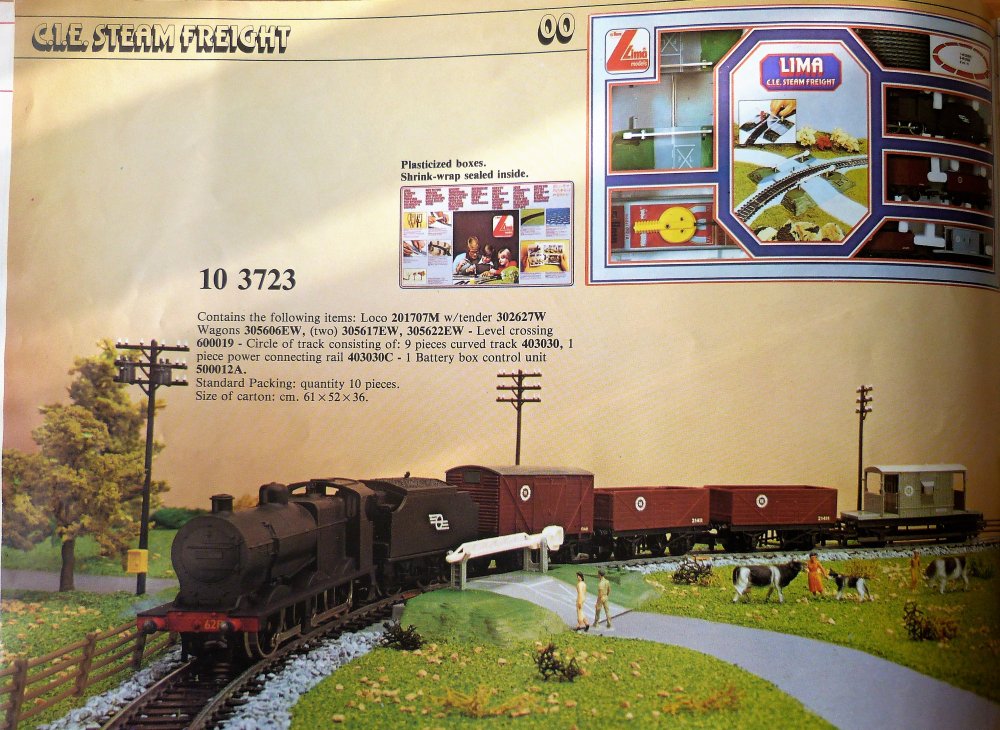 C.I.E. STEAM FREIGHT
00
Lima
models
LIMA
C.I.E. STEAM FREIGHT
Plasticized boxes.
Shrink-wrap sealed inside.
Lima
10 3723
Contains the following items: Loco 201707M w/tender 302627W
Wagons 305606EW, (two) 305617EW, 305622EW - Level crossing
600019 - Circle of track consisting of: 9 pieces curved track 403030, 1
piece power connecting rail 403030C - 1 Battery box control unit
500012A.
Standard Packing: quantity 10 pieces.
Size of carton: cm. 61×52×36.